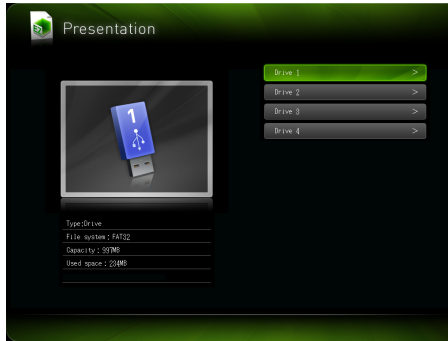 Presentation
Drive 1 >
Drive 2 >
Drive 3 >
Drive 4 >
1
Type:Drive
File system : FAT32
Capacity : 997MB
Used space : 234MB